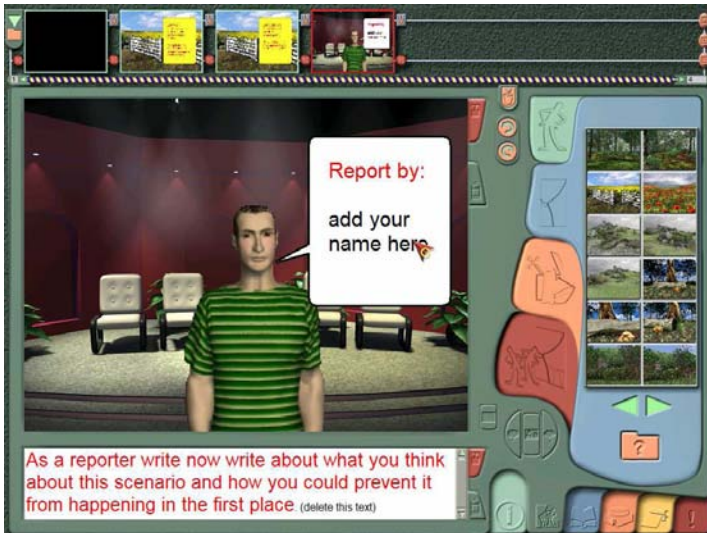 Report by:
add your
name here
As a reporter write now write about what you think
about this scenario and how you could prevent it
from happening in the first place. (delete this text)